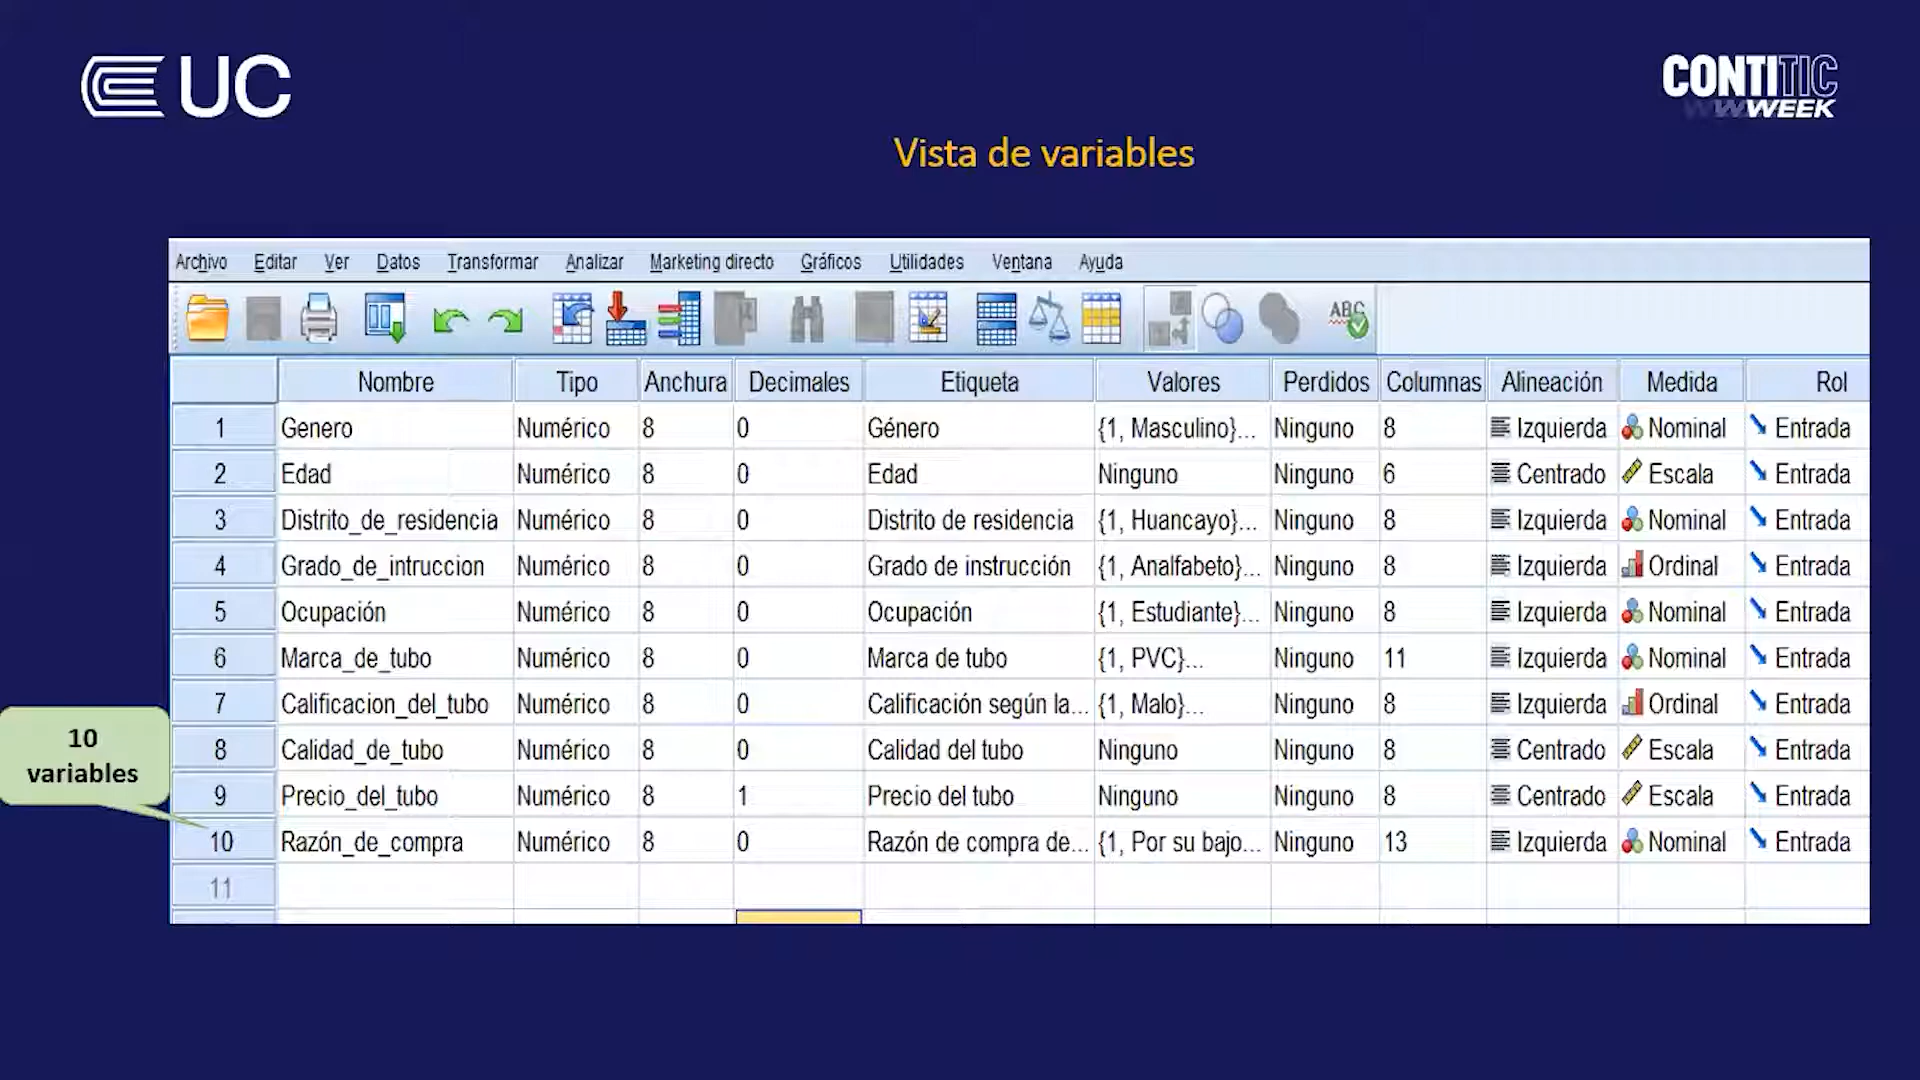 UC
CONTITIC
WEEK
Vista de variables
Archivo Editar Ver Datos Transformar Analizar Marketing directo Gráficos Utilidades Ventana Ayuda
ABC
Nombre Tipo Anchura Decimales Etiqueta Valores Perdidos Columnas Alineación Medida Rol
1 Genero Numérico 8 0 Género {1, Masculino}... Ninguno 8 Izquierda Nominal Entrada
2 Edad Numérico 8 0 Edad Ninguno Ninguno 6 Centrado Escala Entrada
3 Distrito_de_residencia Numérico 8 0 Distrito de residencia {1, Huancayo}... Ninguno 8 Izquierda Nominal Entrada
4 Grado_de_intruccion Numérico 8 0 Grado de instrucción {1, Analfabeto}... Ninguno 8 Izquierda Ordinal Entrada
5 Ocupación Numérico 8 0 Ocupación {1, Estudiante}... Ninguno 8 Izquierda Nominal Entrada
6 Marca_de_tubo Numérico 8 0 Marca de tubo {1, PVC}... Ninguno 11 Izquierda Nominal Entrada
7 Calificacion_del_tubo Numérico 8 0 Calificación según la... {1, Malo}... Ninguno 8 Izquierda Ordinal Entrada
8 Calidad_de_tubo Numérico 8 0 Calidad del tubo Ninguno Ninguno 8 Centrado Escala Entrada
9 Precio_del_tubo Numérico 8 1 Precio del tubo Ninguno Ninguno 8 Centrado Escala Entrada
10 Razón_de_compra Numérico 8 0 Razón de compra de... {1, Por su bajo... Ninguno 13 Izquierda Nominal Entrada
11
10
variables